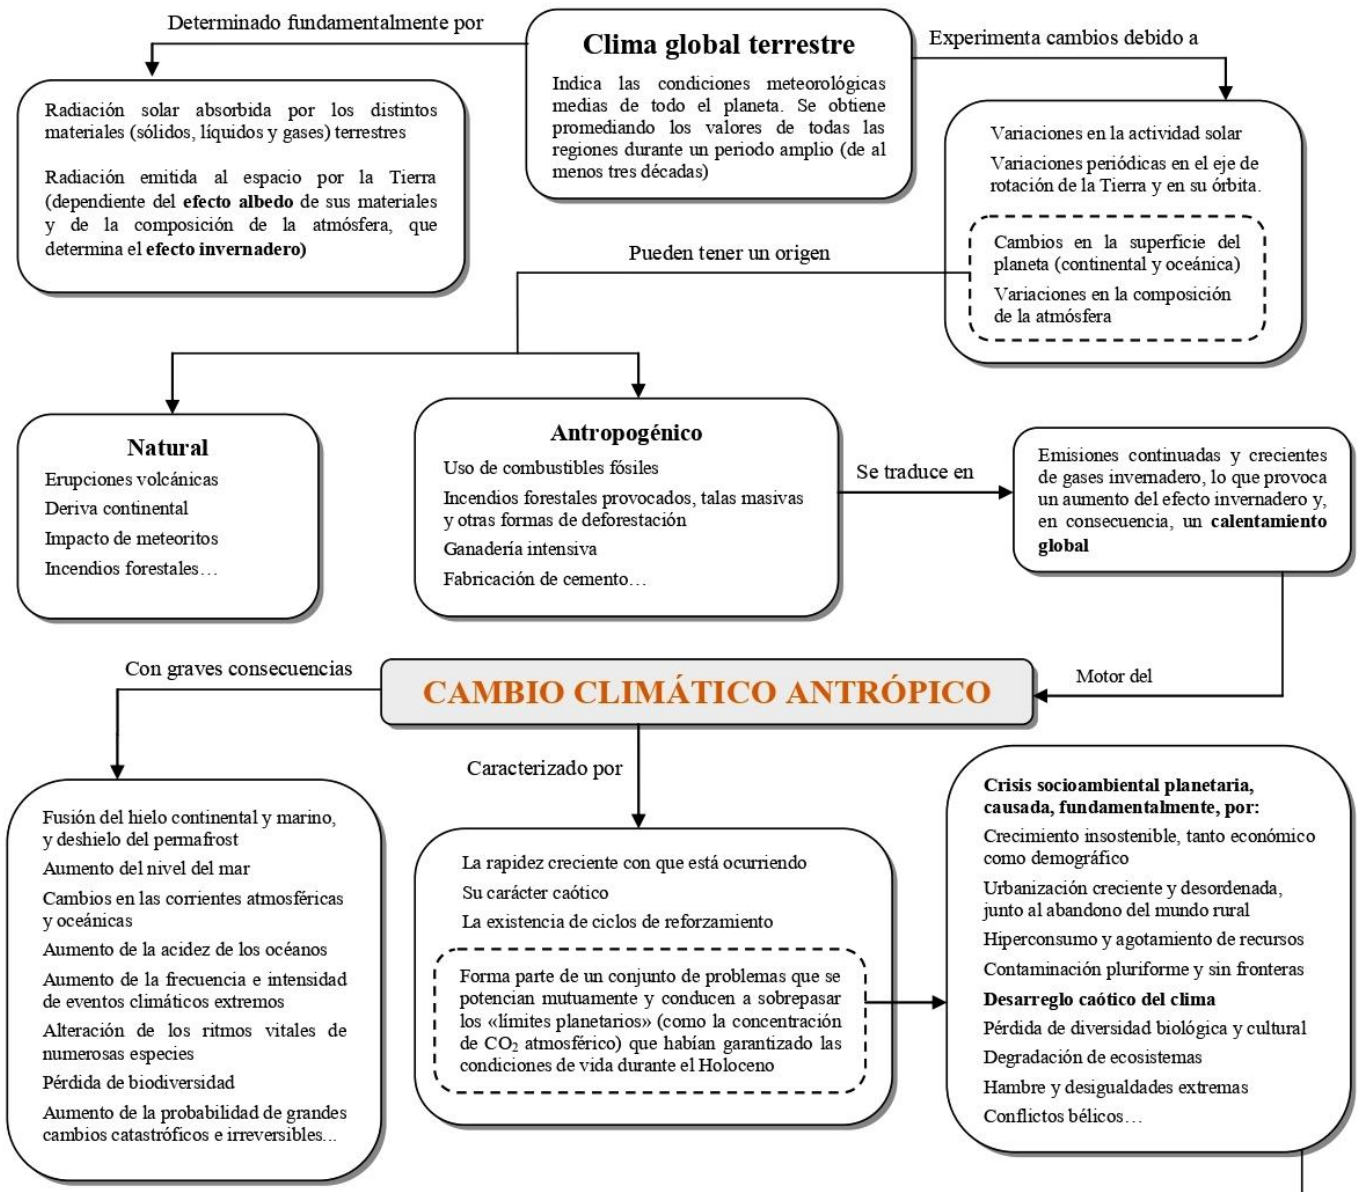 Determinado fundamentalmente por
Clima global terrestre
Indica las condiciones meteorológicas
medias de todo el planeta. Se obtiene
promediando los valores de todas las
regiones durante un periodo amplio (de al
menos tres décadas)
Experimenta cambios debido a
Radiación solar absorbida por los distintos
materiales (sólidos, líquidos y gases) terrestres
Radiación emitida al espacio por la Tierra
(dependiente del efecto albedo de sus materiales
y de la composición de la atmósfera, que
determina el efecto invernadero)
Variaciones en la actividad solar
Variaciones periódicas en el eje de
rotación de la Tierra y en su órbita.
Cambios en la superficie del
planeta (continental y oceánica)
Variaciones en la composición
de la atmósfera
Pueden tener un origen
Natural
Erupciones volcánicas
Deriva continental
Impacto de meteoritos
Incendios forestales…
Antropogénico
Uso de combustibles fósiles
Incendios forestales provocados, talas masivas
y otras formas de deforestación
Ganadería intensiva
Fabricación de cemento…
Se traduce en
Emisiones continuadas y crecientes
de gases invernadero, lo que provoca
un aumento del efecto invernadero y,
en consecuencia, un calentamiento
global
Motor del
CAMBIO CLIMÁTICO ANTRÓPICO
Con graves consecuencias
Fusión del hielo continental y marino,
y deshielo del permafrost
Aumento del nivel del mar
Cambios en las corrientes atmosféricas
y oceánicas
Aumento de la acidez de los océanos
Aumento de la frecuencia e intensidad
de eventos climáticos extremos
Alteración de los ritmos vitales de
numerosas especies
Pérdida de biodiversidad
Aumento de la probabilidad de grandes
cambios catastróficos e irreversibles...
Caracterizado por
La rapidez creciente con que está ocurriendo
Su carácter caótico
La existencia de ciclos de reforzamiento
Forma parte de un conjunto de problemas que se
potencian mutuamente y conducen a sobrepasar
los «límites planetarios» (como la concentración
de CO₂ atmosférico) que habían garantizado las
condiciones de vida durante el Holoceno
Crisis socioambiental planetaria,
causada, fundamentalmente, por:
Crecimiento insostenible, tanto económico
como demográfico
Urbanización creciente y desordenada,
junto al abandono del mundo rural
Hiperconsumo y agotamiento de recursos
Contaminación pluriforme y sin fronteras
Desarreglo caótico del clima
Pérdida de diversidad biológica y cultural
Degradación de ecosistemas
Hambre y desigualdades extremas
Conflictos bélicos…